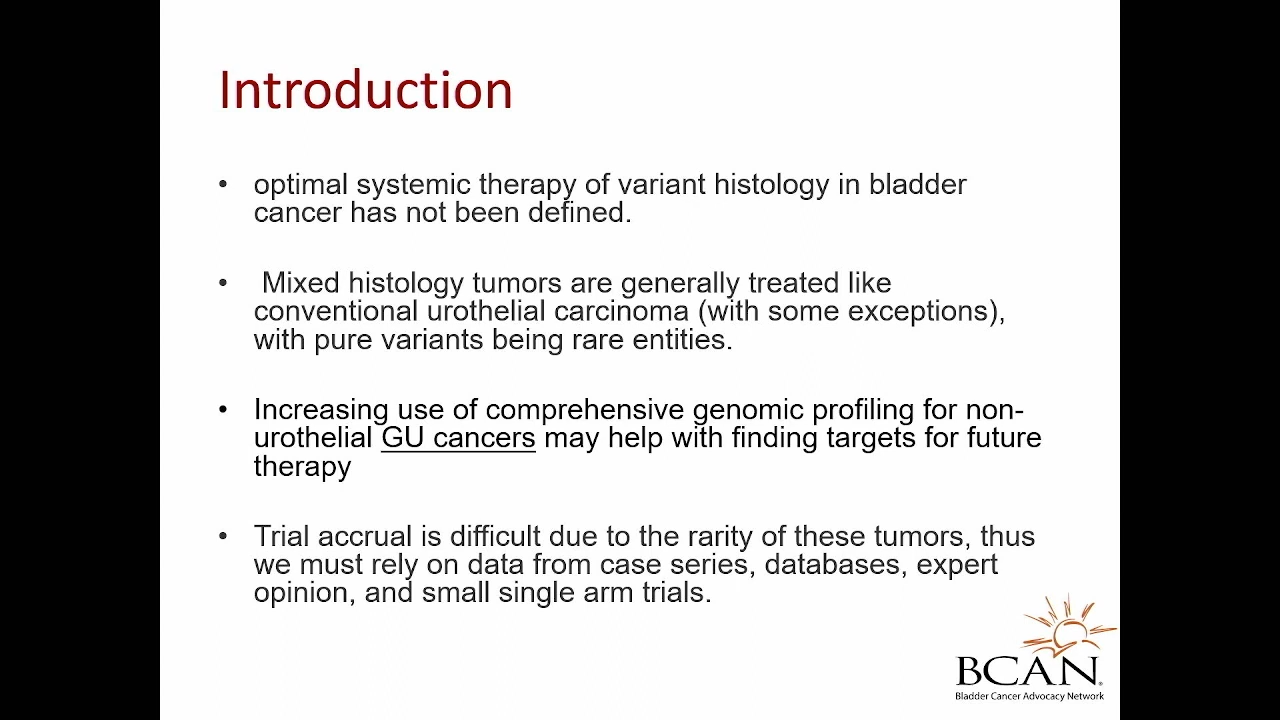 Introduction
• optimal systemic therapy of variant histology in bladder
cancer has not been defined.
• Mixed histology tumors are generally treated like
conventional urothelial carcinoma (with some exceptions),
with pure variants being rare entities.
• Increasing use of comprehensive genomic profiling for non-
urothelial GU cancers may help with finding targets for future
therapy
• Trial accrual is difficult due to the rarity of these tumors, thus
we must rely on data from case series, databases, expert
opinion, and small single arm trials.
BCAN
Bladder Cancer Advocacy Network